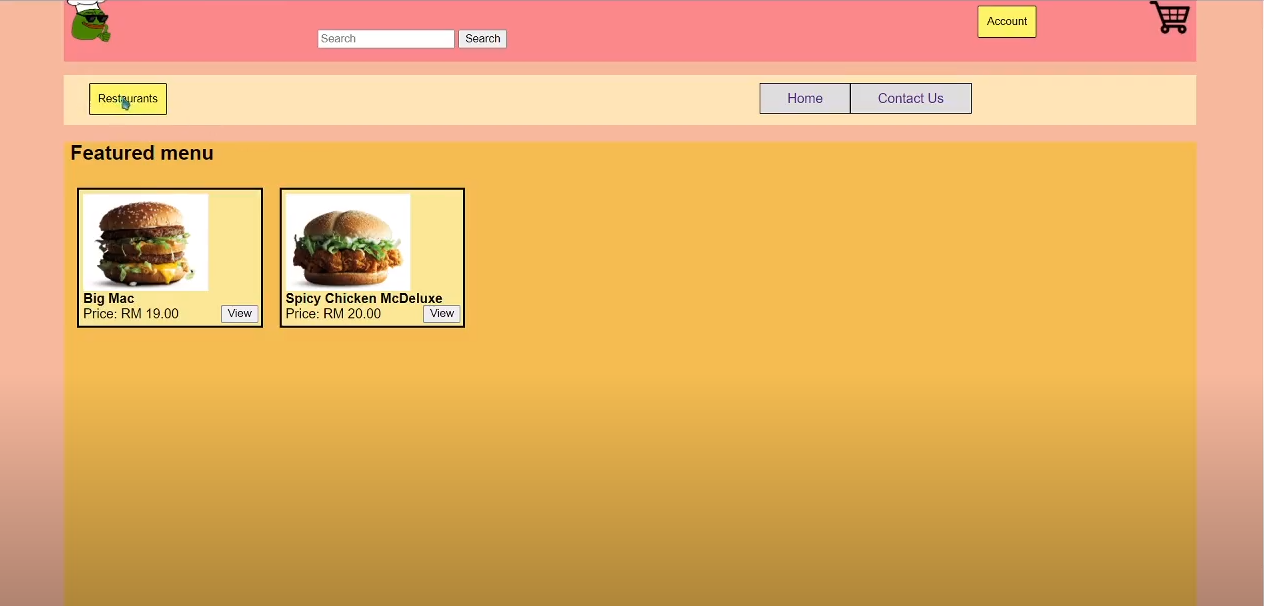 Account
Search
Search
Restaurants
Home
Contact Us
Featured menu
Big Mac
Price: RM 19.00
View
Spicy Chicken McDeluxe
Price: RM 20.00
View